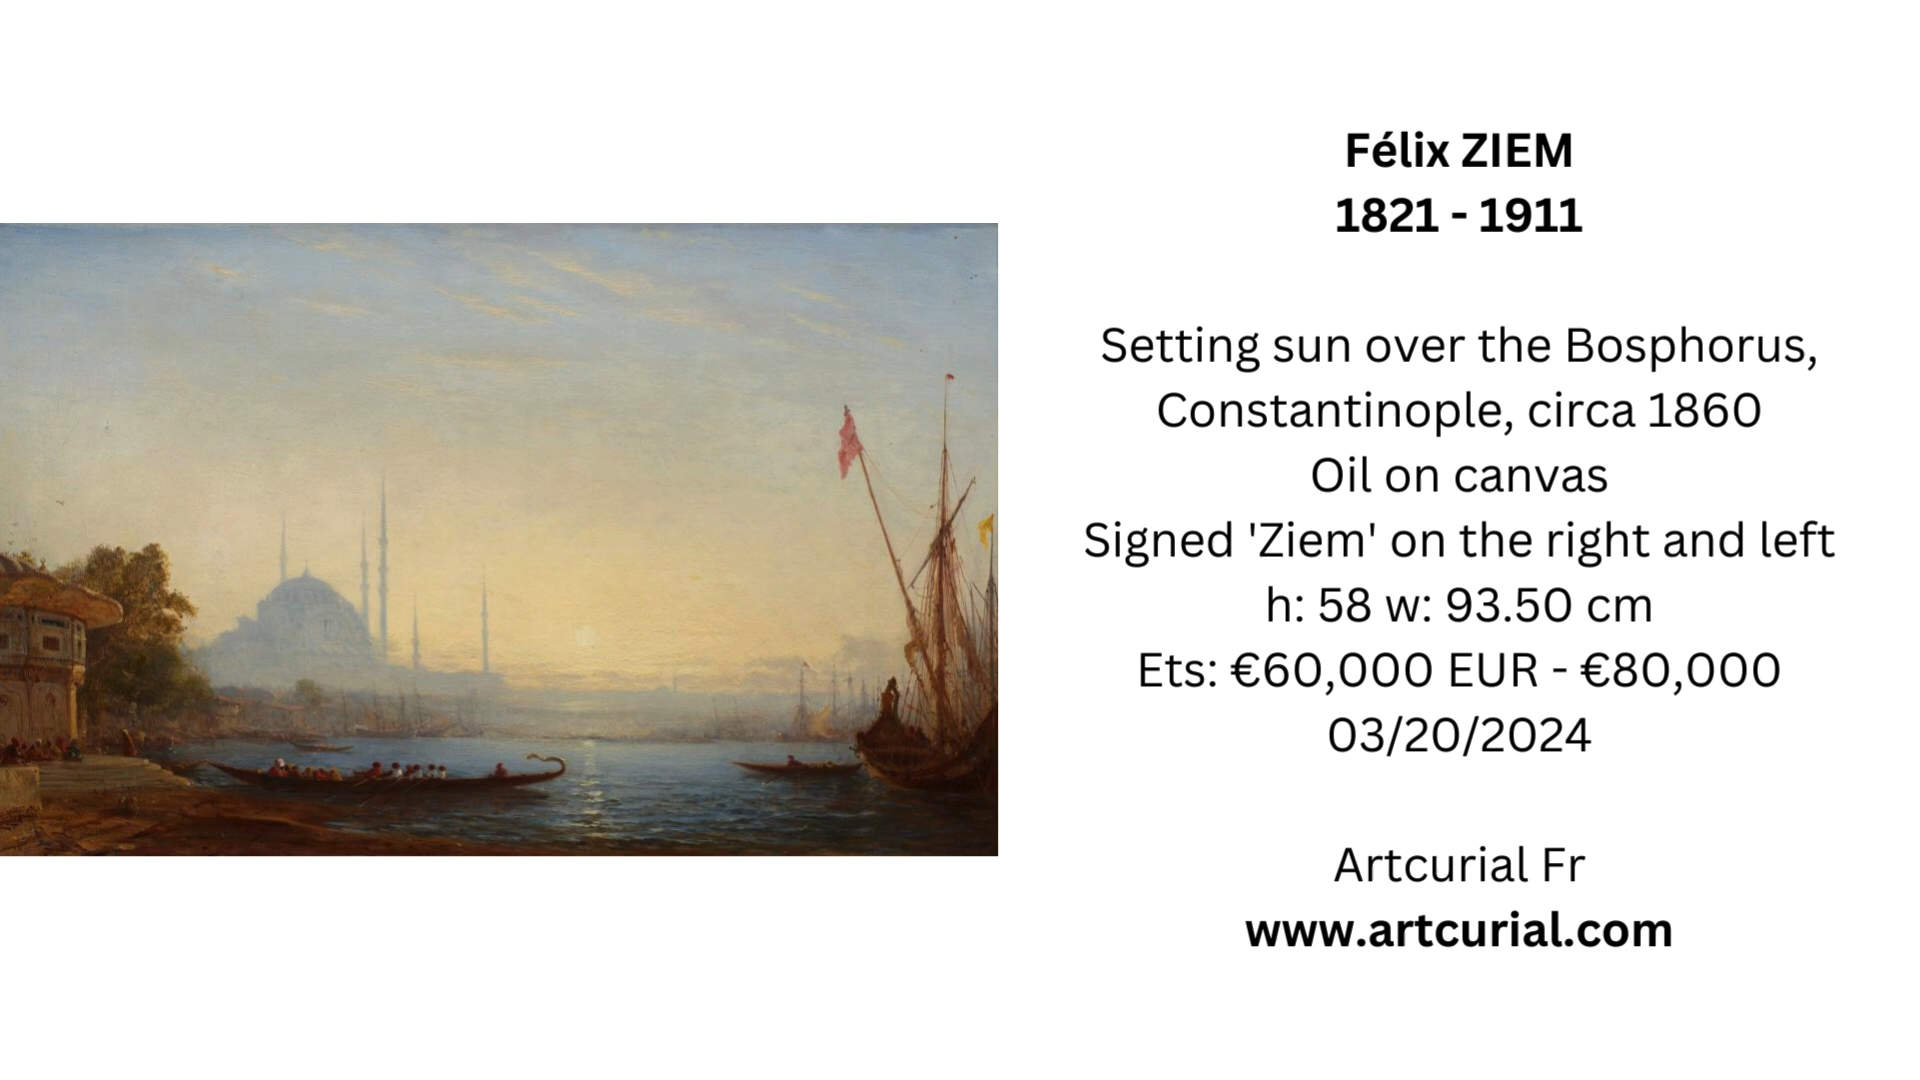 Félix ZIEM
1821 - 1911
Setting sun over the Bosphorus,
Constantinople, circa 1860
Oil on canvas
Signed 'Ziem' on the right and left
h: 58 w: 93.50 cm
Ets: €60,000 EUR - €80,000
03/20/2024
Artcurial Fr
www.artcurial.com